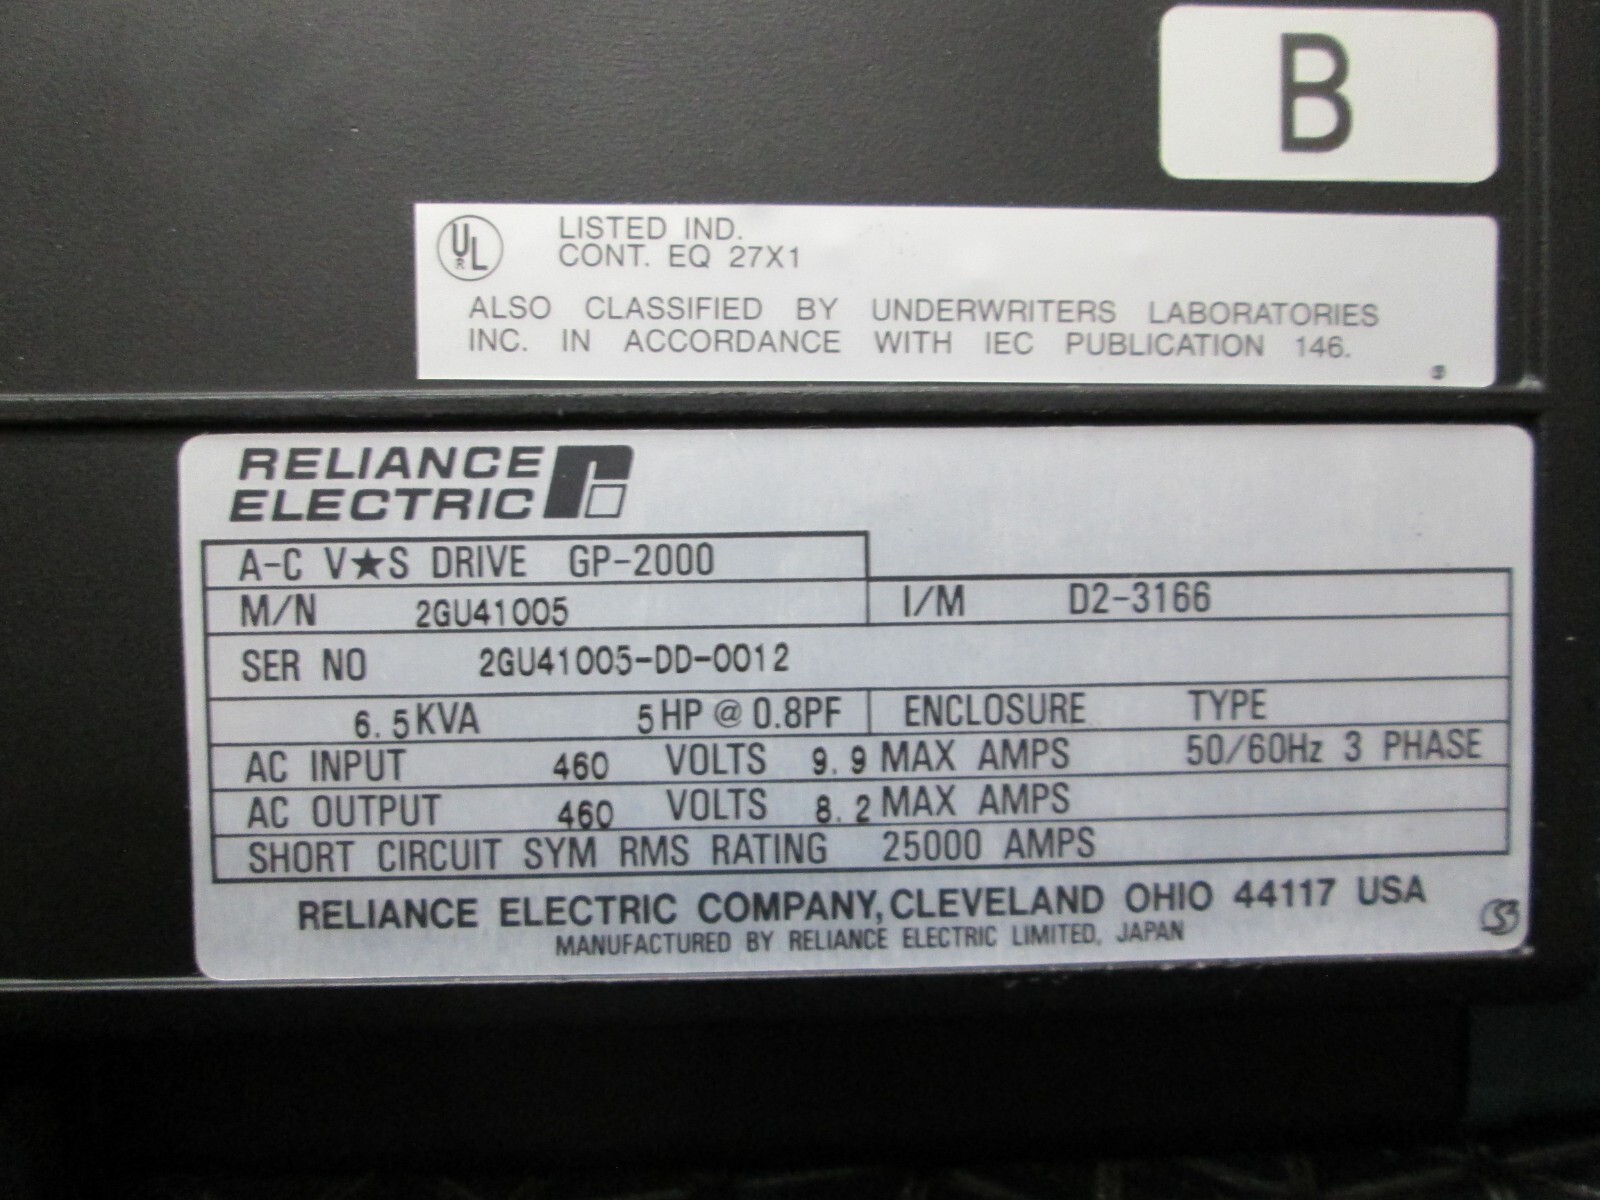 B
UL
R
LISTED IND.
CONT. EQ 27X1
ALSO CLASSIFIED BY UNDERWRITERS LABORATORIES
INC. IN ACCORDANCE WITH IEC PUBLICATION 146.
RELIANCE
ELECTRIC
A-C V★S DRIVE GP-2000
M/N 2GU41005 I/M D2-3166
SER NO 2GU41005-DD-0012
6.5KVA 5HP@0.8PF ENCLOSURE TYPE
AC INPUT 460 VOLTS 9.9 MAX AMPS 50/60Hz 3 PHASE
AC OUTPUT 460 VOLTS 8.2 MAX AMPS
SHORT CIRCUIT SYM RMS RATING 25000 AMPS
RELIANCE ELECTRIC COMPANY, CLEVELAND OHIO 44117 USA
MANUFACTURED BY RELIANCE ELECTRIC LIMITED, JAPAN